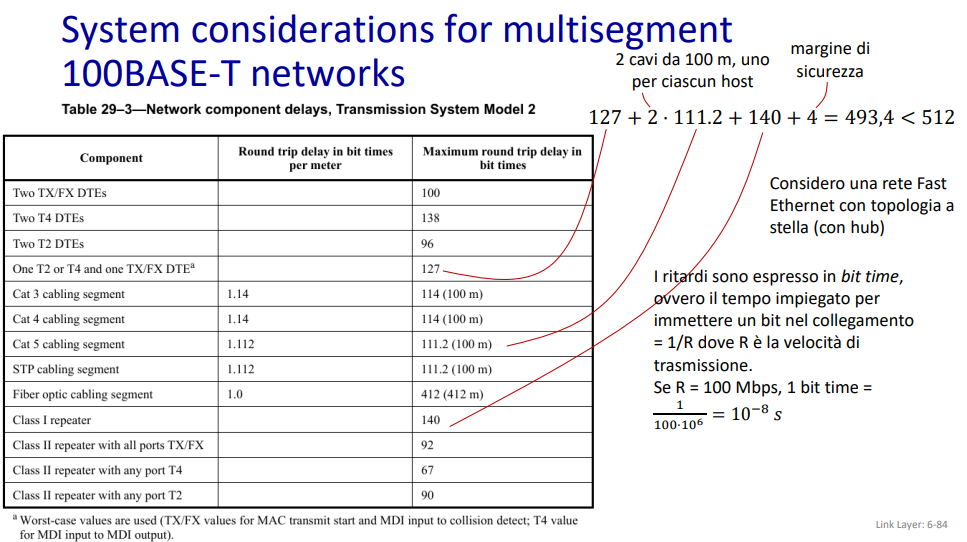 System considerations for multisegment
100BASE-T networks
2 cavi da 100 m, uno
per ciascun host
margine di
sicurezza
Table 29–3—Network component delays, Transmission System Model 2
127 + 2 · 111.2 + 140 + 4 = 493,4 < 512
Component Round trip delay in bit times per meter Maximum round trip delay in bit times
Two TX/FX DTEs 100
Two T4 DTEs 138
Two T2 DTEs 96
One T2 or T4 and one TX/FX DTEᵃ 127
Cat 3 cabling segment 1.14 114 (100 m)
Cat 4 cabling segment 1.14 114 (100 m)
Cat 5 cabling segment 1.112 111.2 (100 m)
STP cabling segment 1.112 111.2 (100 m)
Fiber optic cabling segment 1.0 412 (412 m)
Class I repeater 140
Class II repeater with all ports TX/FX 92
Class II repeater with any port T4 67
Class II repeater with any port T2 90
ᵃ Worst-case values are used (TX/FX values for MAC transmit start and MDI input to collision detect; T4 value
for MDI input to MDI output).
Considero una rete Fast
Ethernet con topologia a
stella (con hub)
I ritardi sono espresso in bit time,
ovvero il tempo impiegato per
immettere un bit nel collegamento
= 1/R dove R è la velocità di
trasmissione.
Se R = 100 Mbps, 1 bit time =
1/(100·10⁶) = 10⁻⁸ s
Link Layer: 6-84